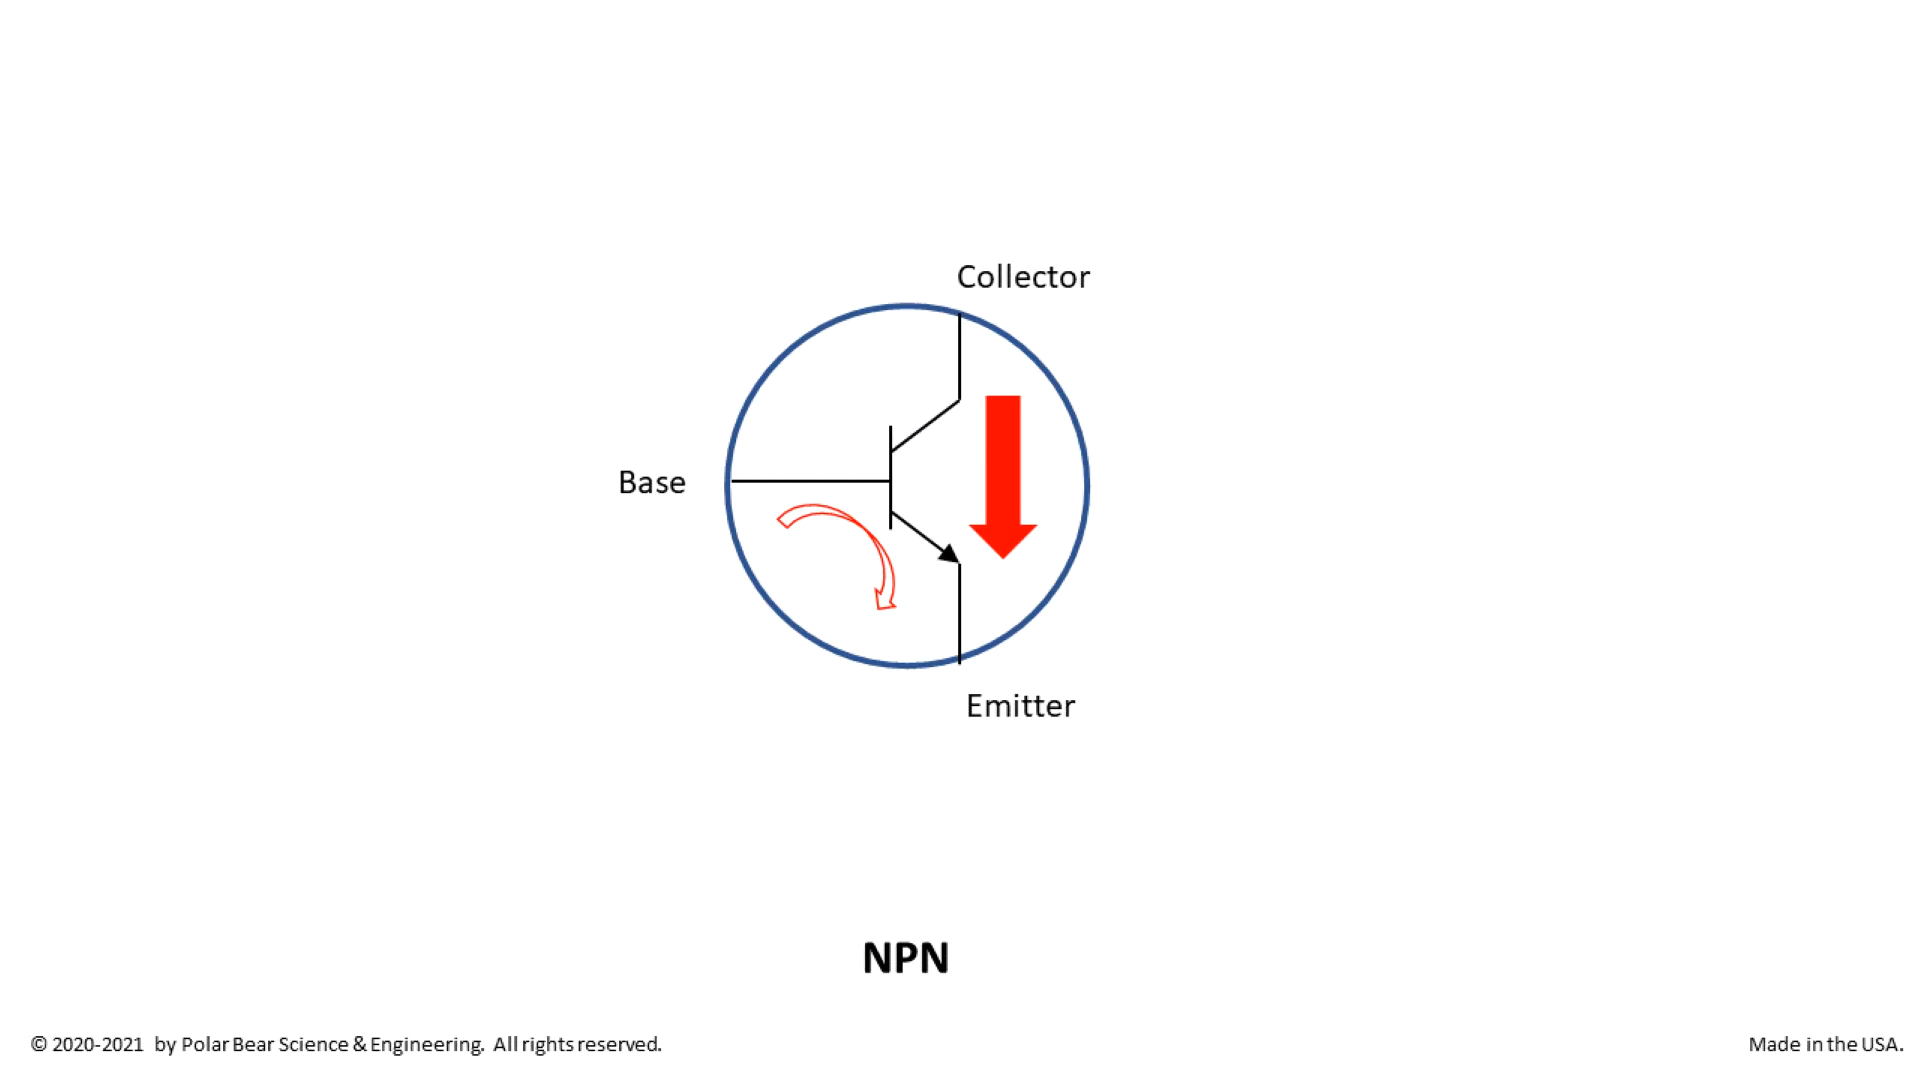 Collector
Base
Emitter
NPN
© 2020-2021 by Polar Bear Science & Engineering. All rights reserved.
Made in the USA.